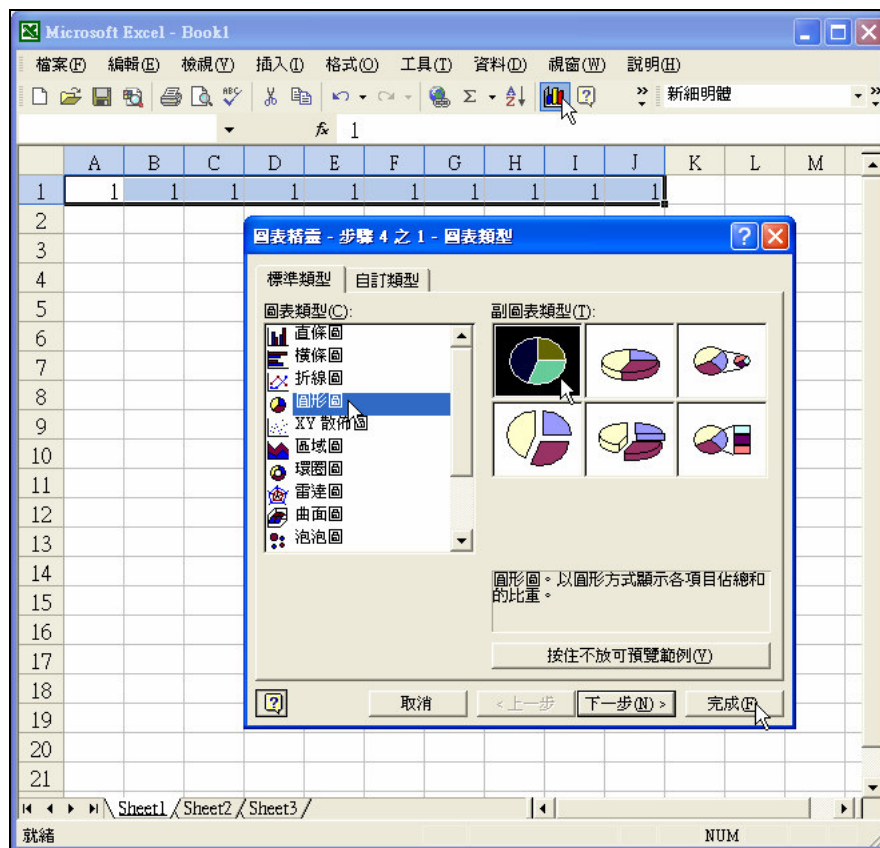 Microsoft Excel - Book1
檔案(F) 編輯(E) 檢視(V) 插入(I) 格式(O) 工具(T) 資料(D) 視窗(W) 說明(H)
ABC Σ A Z ? » 新細明體 »
fx 1
A B C D E F G H I J K L M
1 1 1 1 1 1 1 1 1 1 1
2
3
4
5
6
7
8
9
10
11
12
13
14
15
16
17
18
19
20
21
圖表精靈 - 步驟 4 之 1 - 圖表類型
標準類型 自訂類型
圖表類型(C): 副圖表類型(T):
直條圖
橫條圖
折線圖
圓形圖
XY 散佈圖
區域圖
環圈圖
雷達圖
曲面圖
泡泡圖
圓形圖。以圓形方式顯示各項目佔總和
的比重。
按住不放可預覽範例(V)
取消 < 上一步 下一步(N) > 完成(F)
Sheet1 Sheet2 Sheet3
就緒 NUM